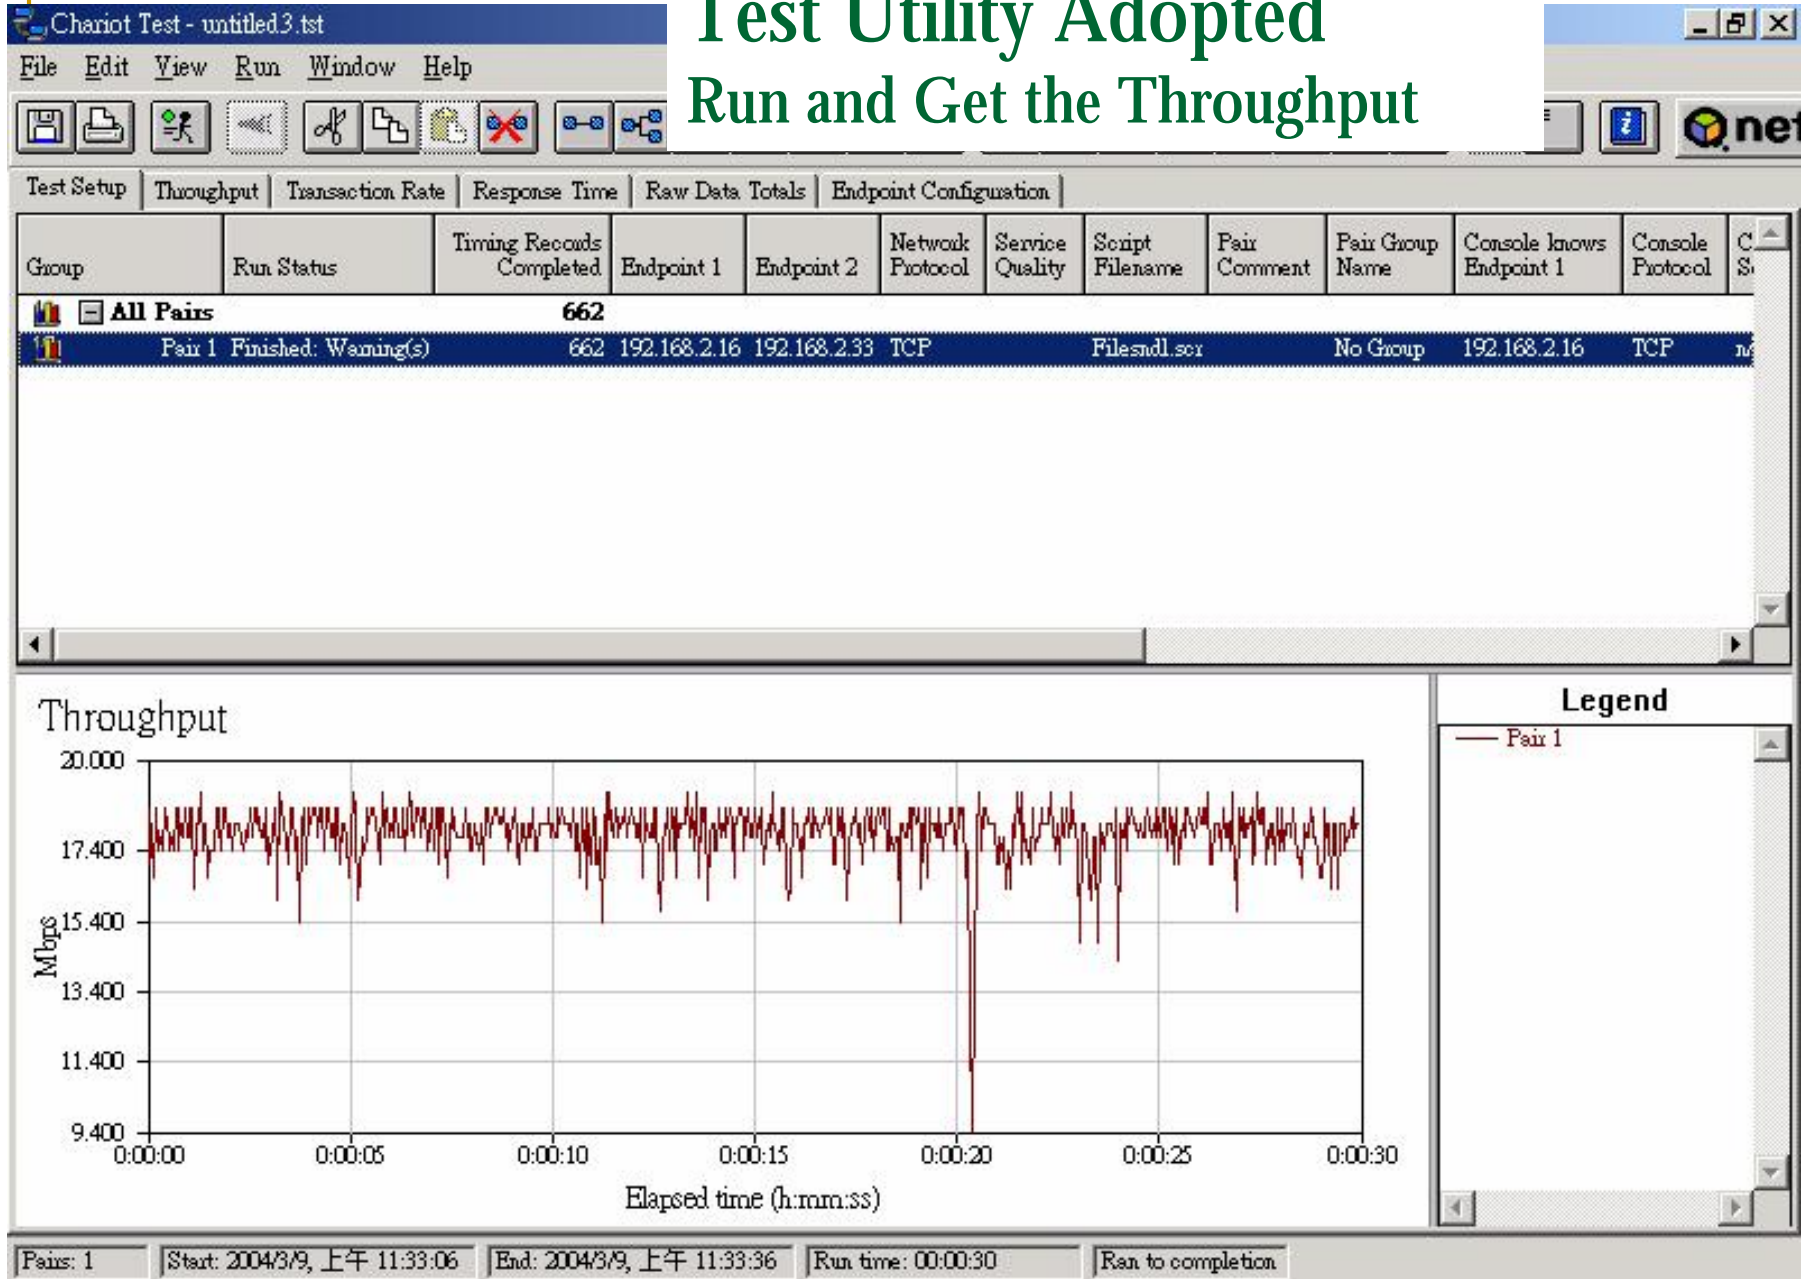 Chariot Test - untitled3.tst
Test Utility Adopted
Run and Get the Throughput
File Edit View Run Window Help
net
Test Setup Throughput Transaction Rate Response Time Raw Data Totals Endpoint Configuration
Group Run Status Timing Records Completed Endpoint 1 Endpoint 2 Network Protocol Service Quality Script Filename Pair Comment Pair Group Name Console knows Endpoint 1 Console Protocol
All Pairs 662
Pair 1 Finished: Warning(s) 662 192.168.2.16 192.168.2.33 TCP Filesndl.scr No Group 192.168.2.16 TCP
Throughput
Legend
Pair 1
Mbps
20.000
17.400
15.400
13.400
11.400
9.400
0:00:00 0:00:05 0:00:10 0:00:15 0:00:20 0:00:25 0:00:30
Elapsed time (h:mm:ss)
Pairs: 1 Start: 2004/3/9, 上午 11:33:06 End: 2004/3/9, 上午 11:33:36 Run time: 00:00:30 Ran to completion